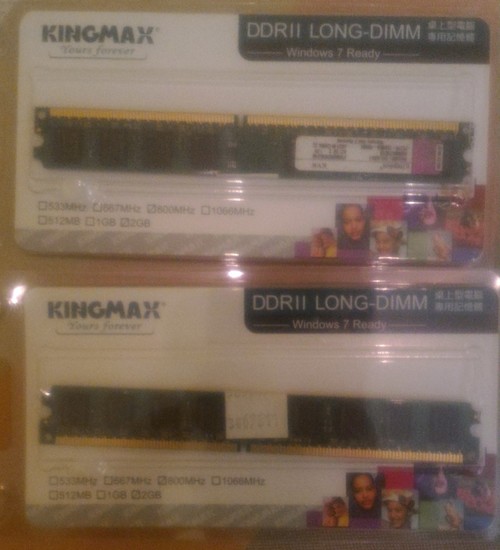 KINGMAX
Yours forever
DDRII LONG-DIMM
桌上型電腦
專用記憶體
Windows 7 Ready
☐533MHz ☐667MHz ☑800MHz ☐1066MHz
☐512MB ☐1GB ☑2GB
KINGMAX
Yours forever
DDRII LONG-DIMM
桌上型電腦
專用記憶體
Windows 7 Ready
☐533MHz ☐667MHz ☑800MHz ☐1066MHz
☐512MB ☐1GB ☑2GB